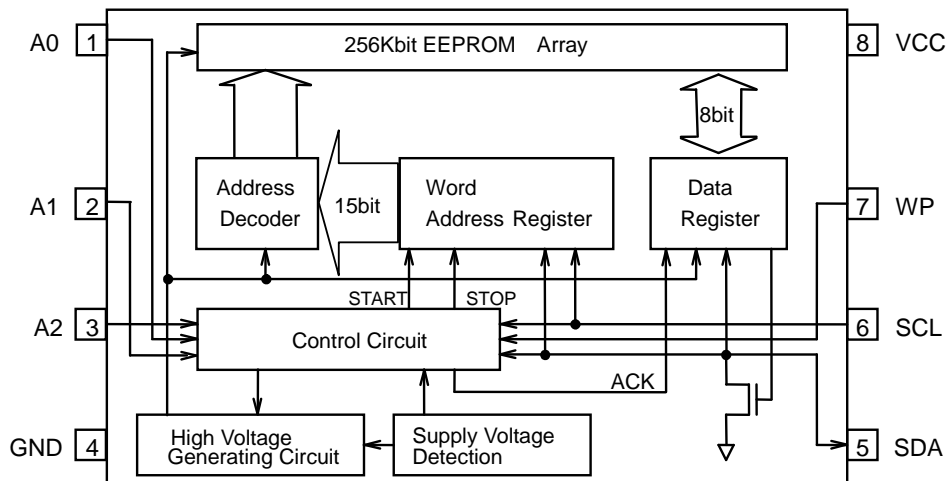 A0 1
256Kbit EEPROM Array
8 VCC
8bit
A1 2
Address
Decoder
15bit
Word
Address Register
Data
Register
7 WP
START
STOP
A2 3
Control Circuit
6 SCL
ACK
GND 4
High Voltage
Generating Circuit
Supply Voltage
Detection
5 SDA